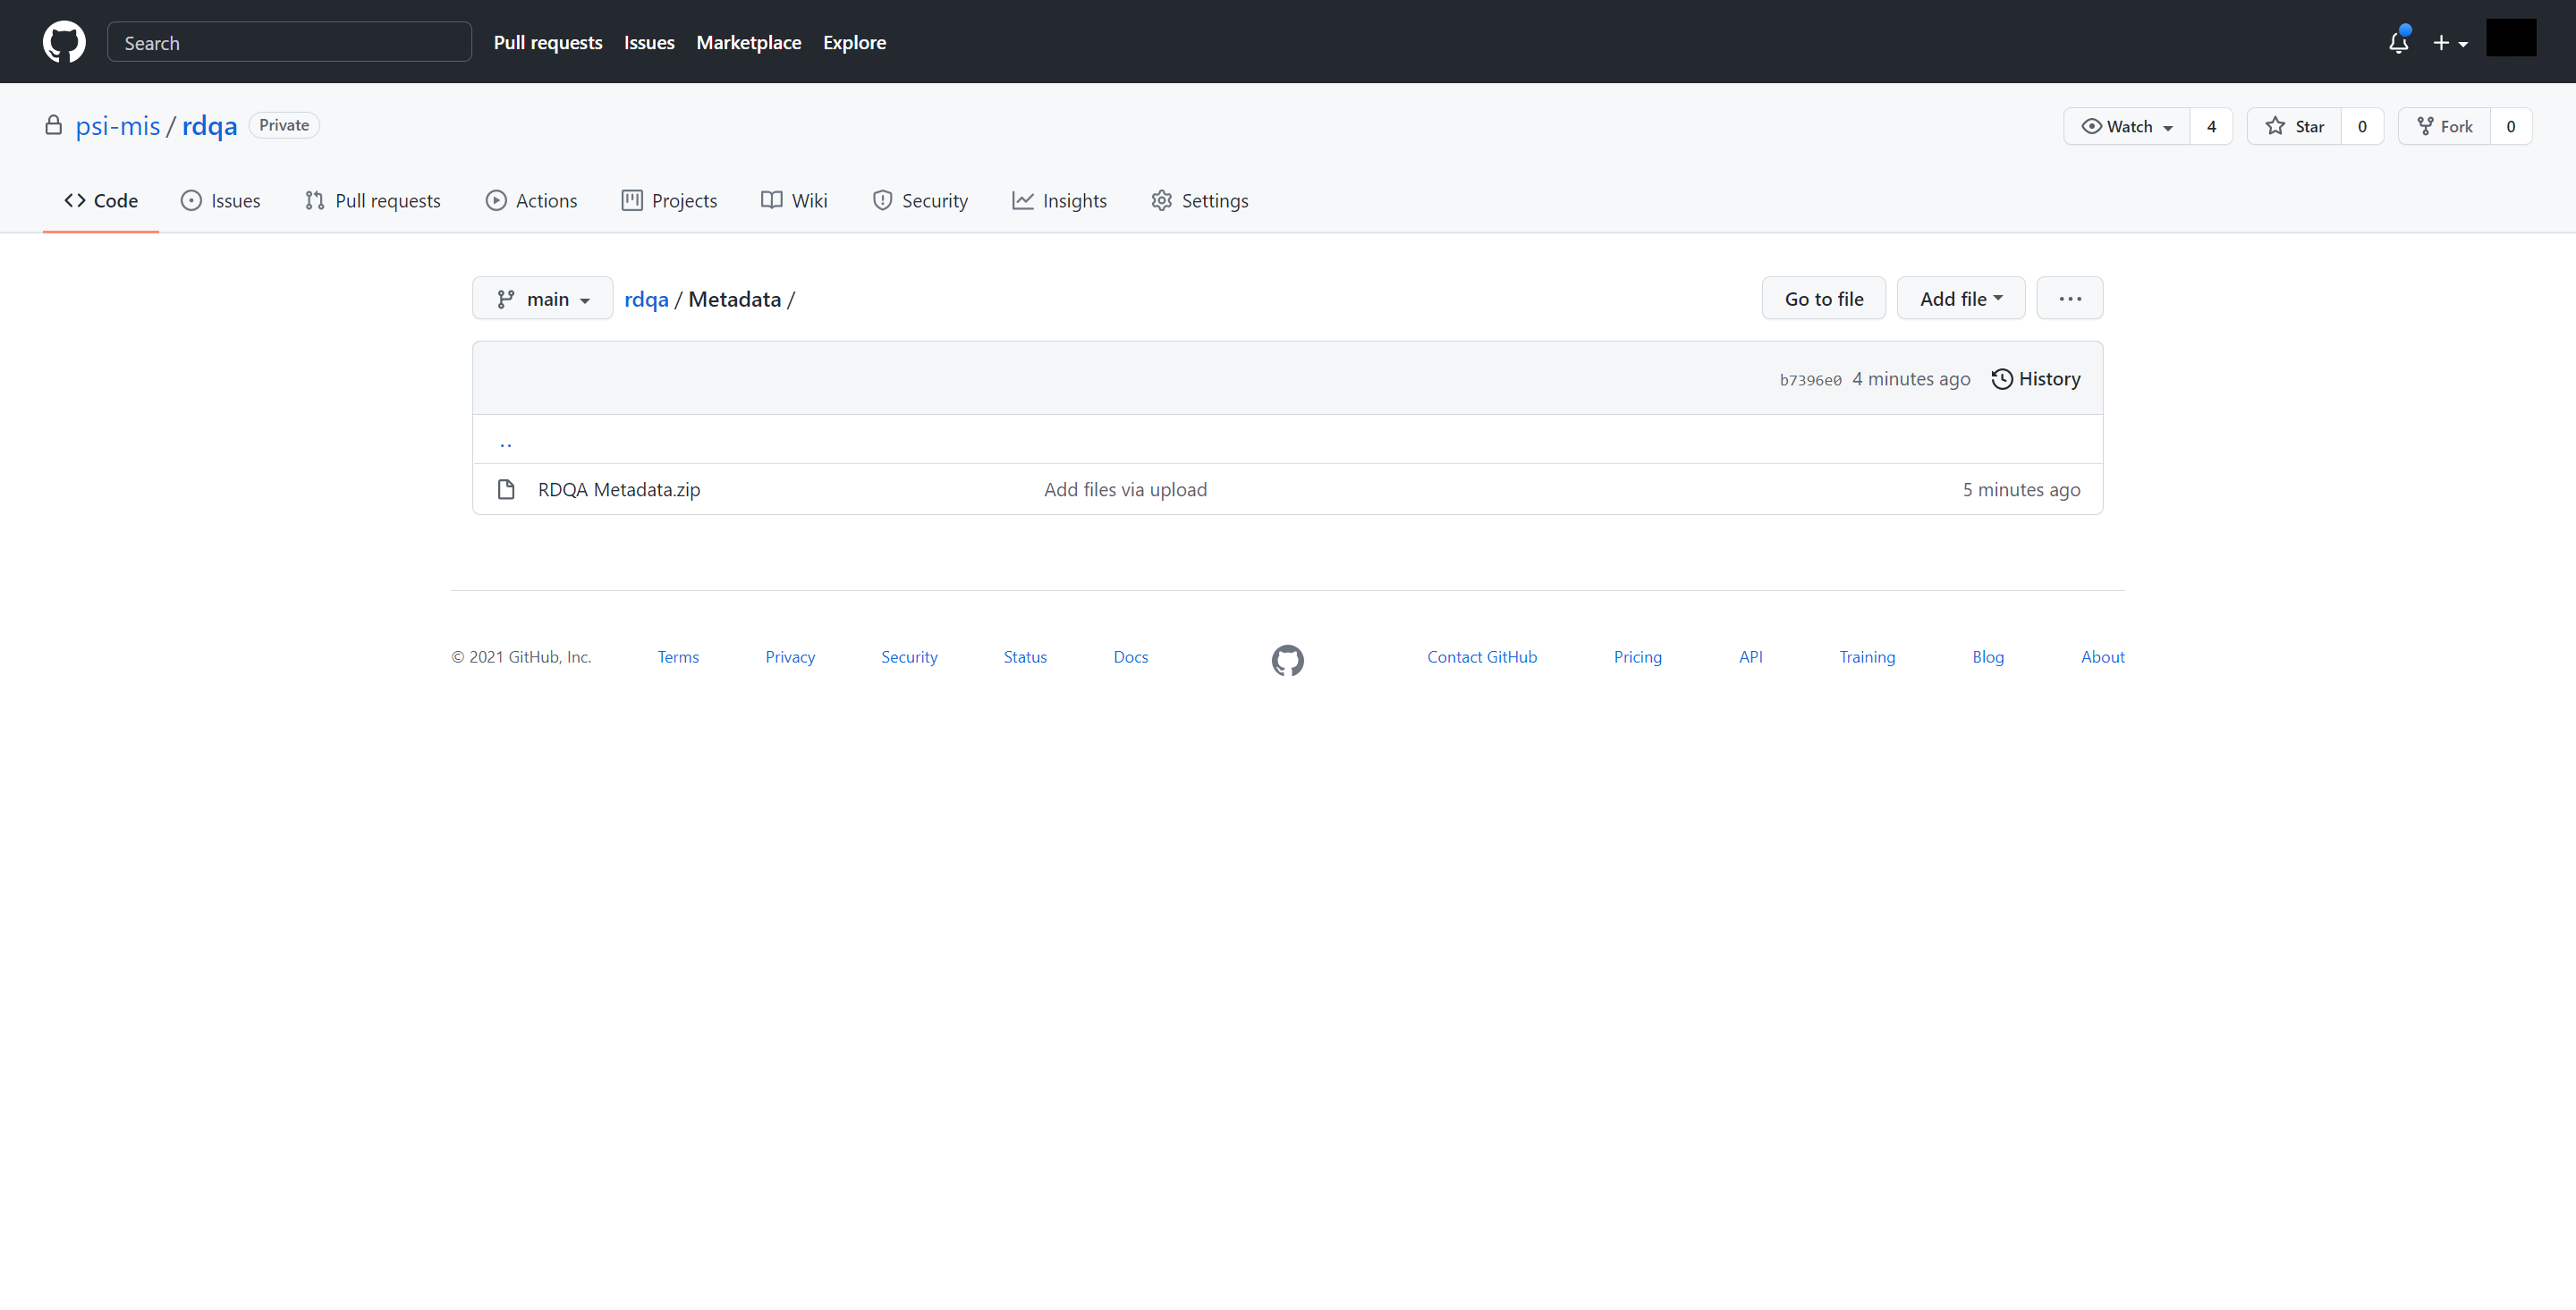 Search Pull requests Issues Marketplace Explore
psi-mis / rdqa Private Watch 4 Star 0 Fork 0
Code Issues Pull requests Actions Projects Wiki Security Insights Settings
main rdqa / Metadata / Go to file Add file ...
b7396e0 4 minutes ago History
..
RDQA Metadata.zip Add files via upload 5 minutes ago
© 2021 GitHub, Inc. Terms Privacy Security Status Docs Contact GitHub Pricing API Training Blog About